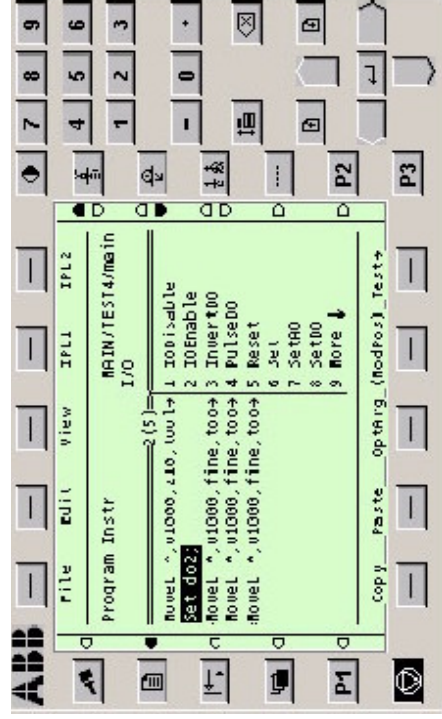 ABB
File Edit View IPL1 IPL2
Program Instr MAIN/TEST4/main
I/O
2(5)
MoveL *,v1000,z10,tool→ 1 IODisable
Set do2; 2 IOEnable
MoveL *,v1000,fine,too→ 3 InvertDO
MoveL *,v1000,fine,too→ 4 PulseDO
MoveL *,v1000,fine,too→ 5 Reset
6 Set
7 SetAO
8 SetDO
9 More ↓
Copy Paste OptArg (ModPos) Test→
P1
P2
P3
7 8 9
4 5 6
1 2 3
- 0 .